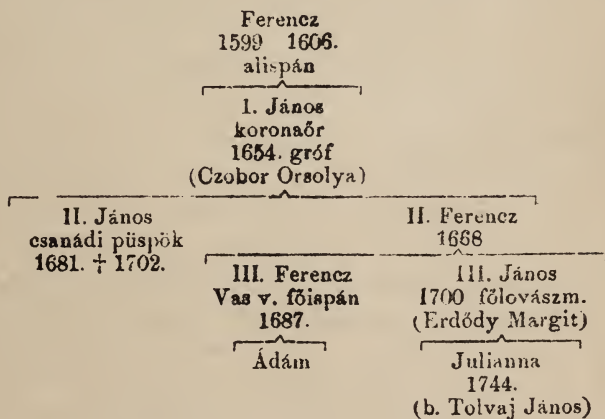 Ferencz
1599 1606.
alispán
I. János
koronaőr
1654. gróf
(Czobor Orsolya)
II. János
csanádi püspök
1681. † 1702.
II. Ferencz
1668
III. Ferencz
Vas v. főispán
1687.
Ádám
III. János
1700 főlovászm.
(Erdődy Margit)
Julianna
1744.
(b. Tolvaj János)